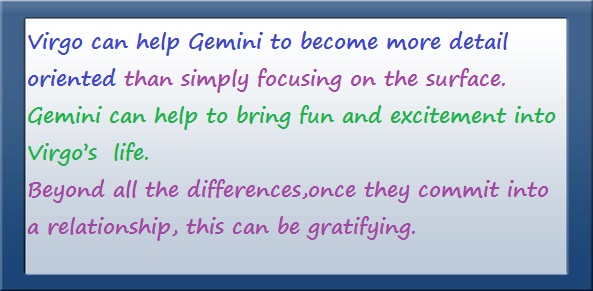 Virgo can help Gemini to become more detail
oriented than simply focusing on the surface.
Gemini can help to bring fun and excitement into
Virgo’s  life.
Beyond all the differences,once they commit into
a relationship, this can be gratifying.